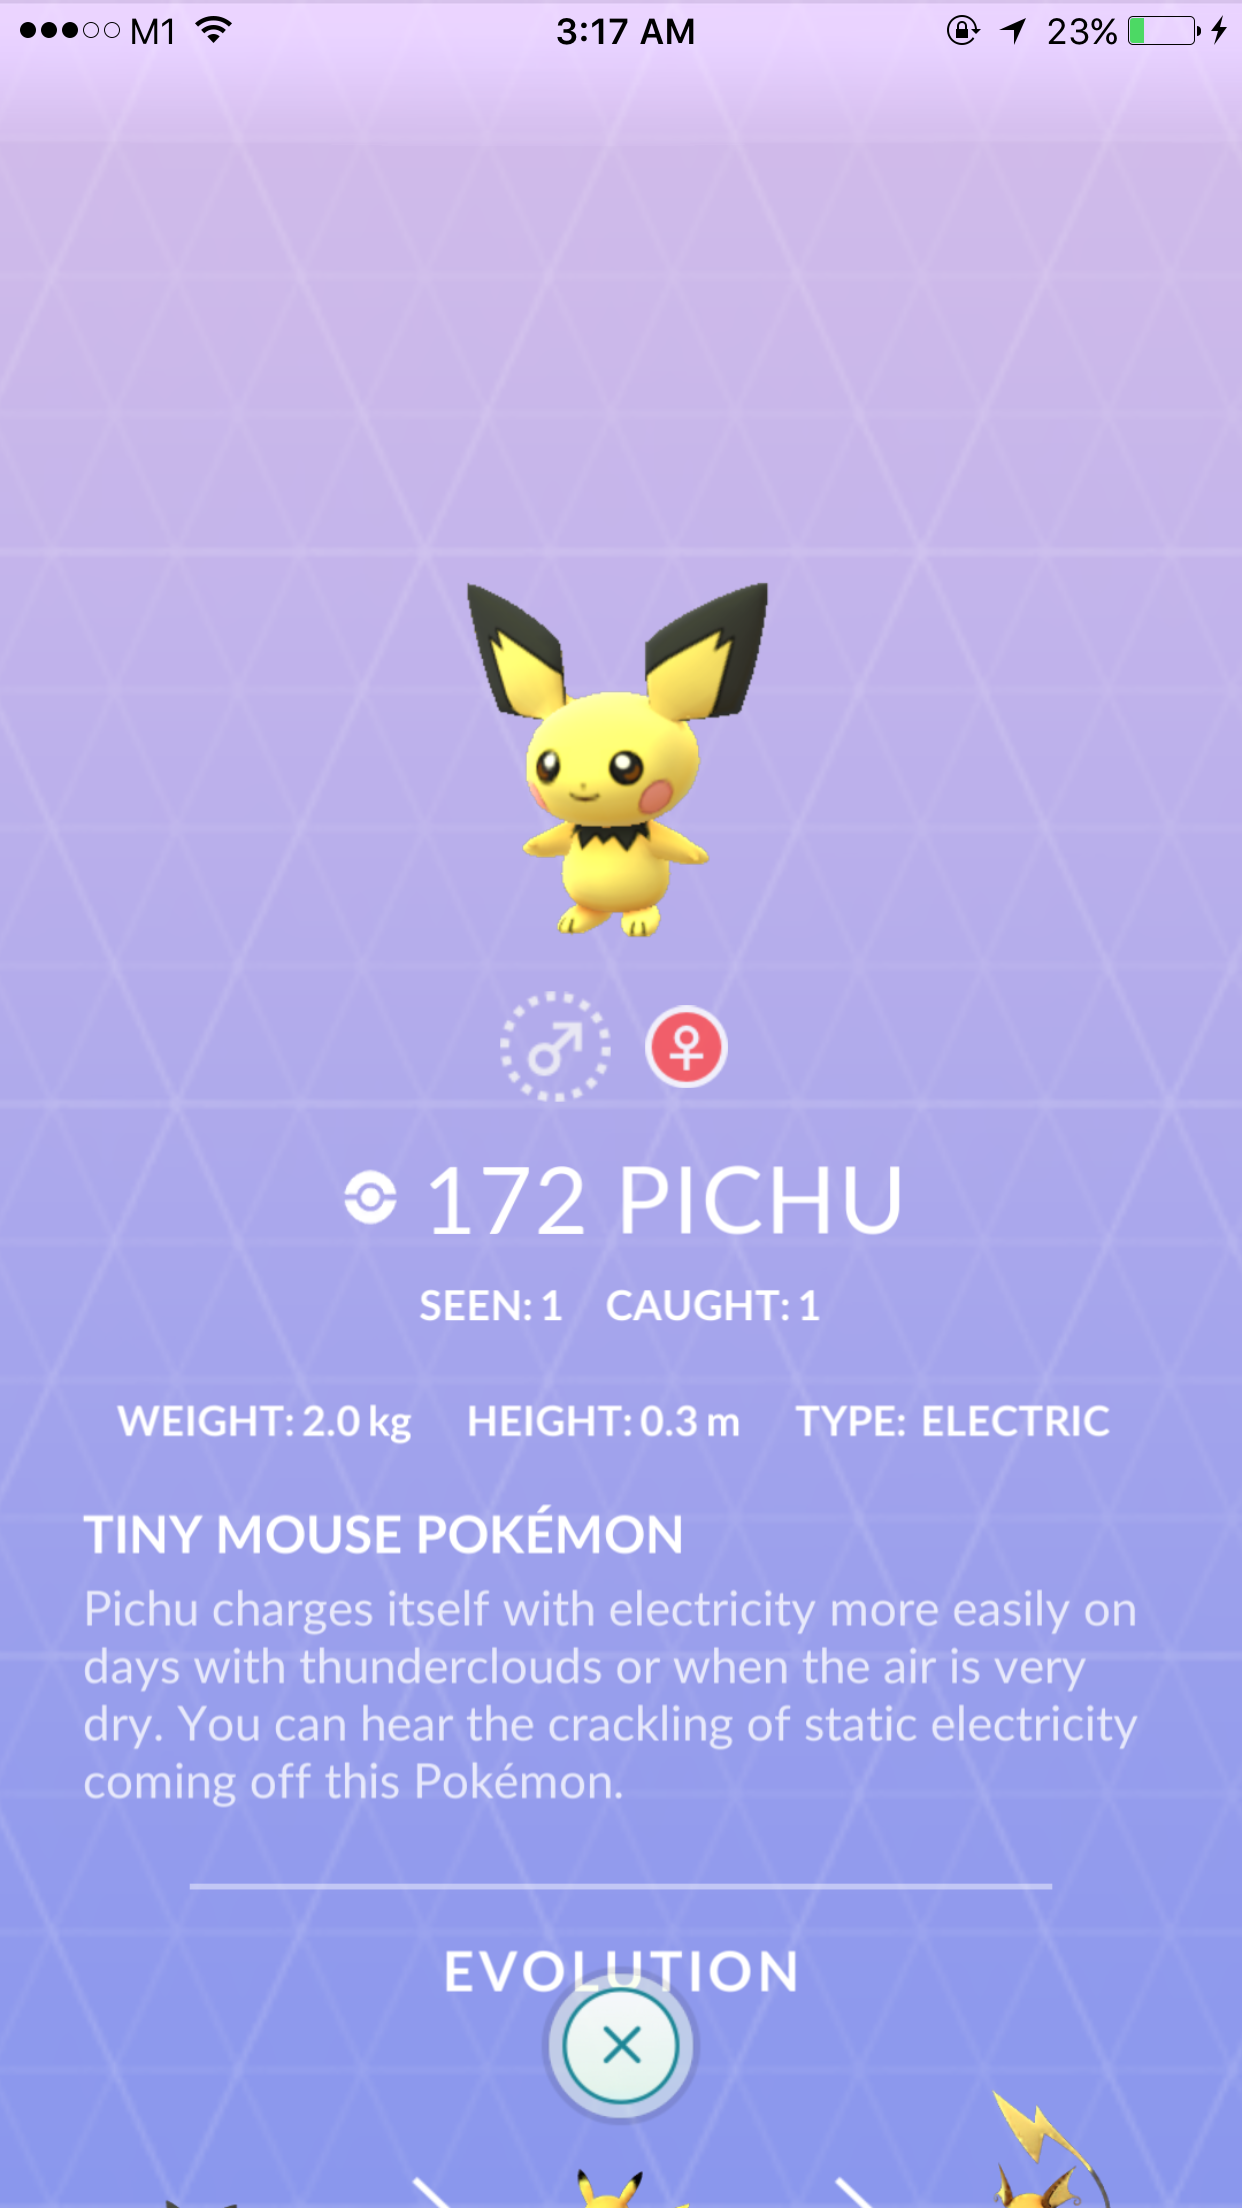 M1 3:17 AM 23%
172 PICHU
SEEN: 1 CAUGHT: 1
WEIGHT: 2.0 kg HEIGHT: 0.3 m TYPE: ELECTRIC
TINY MOUSE POKÉMON
Pichu charges itself with electricity more easily on
days with thunderclouds or when the air is very
dry. You can hear the crackling of static electricity
coming off this Pokémon.
EVOLUTION